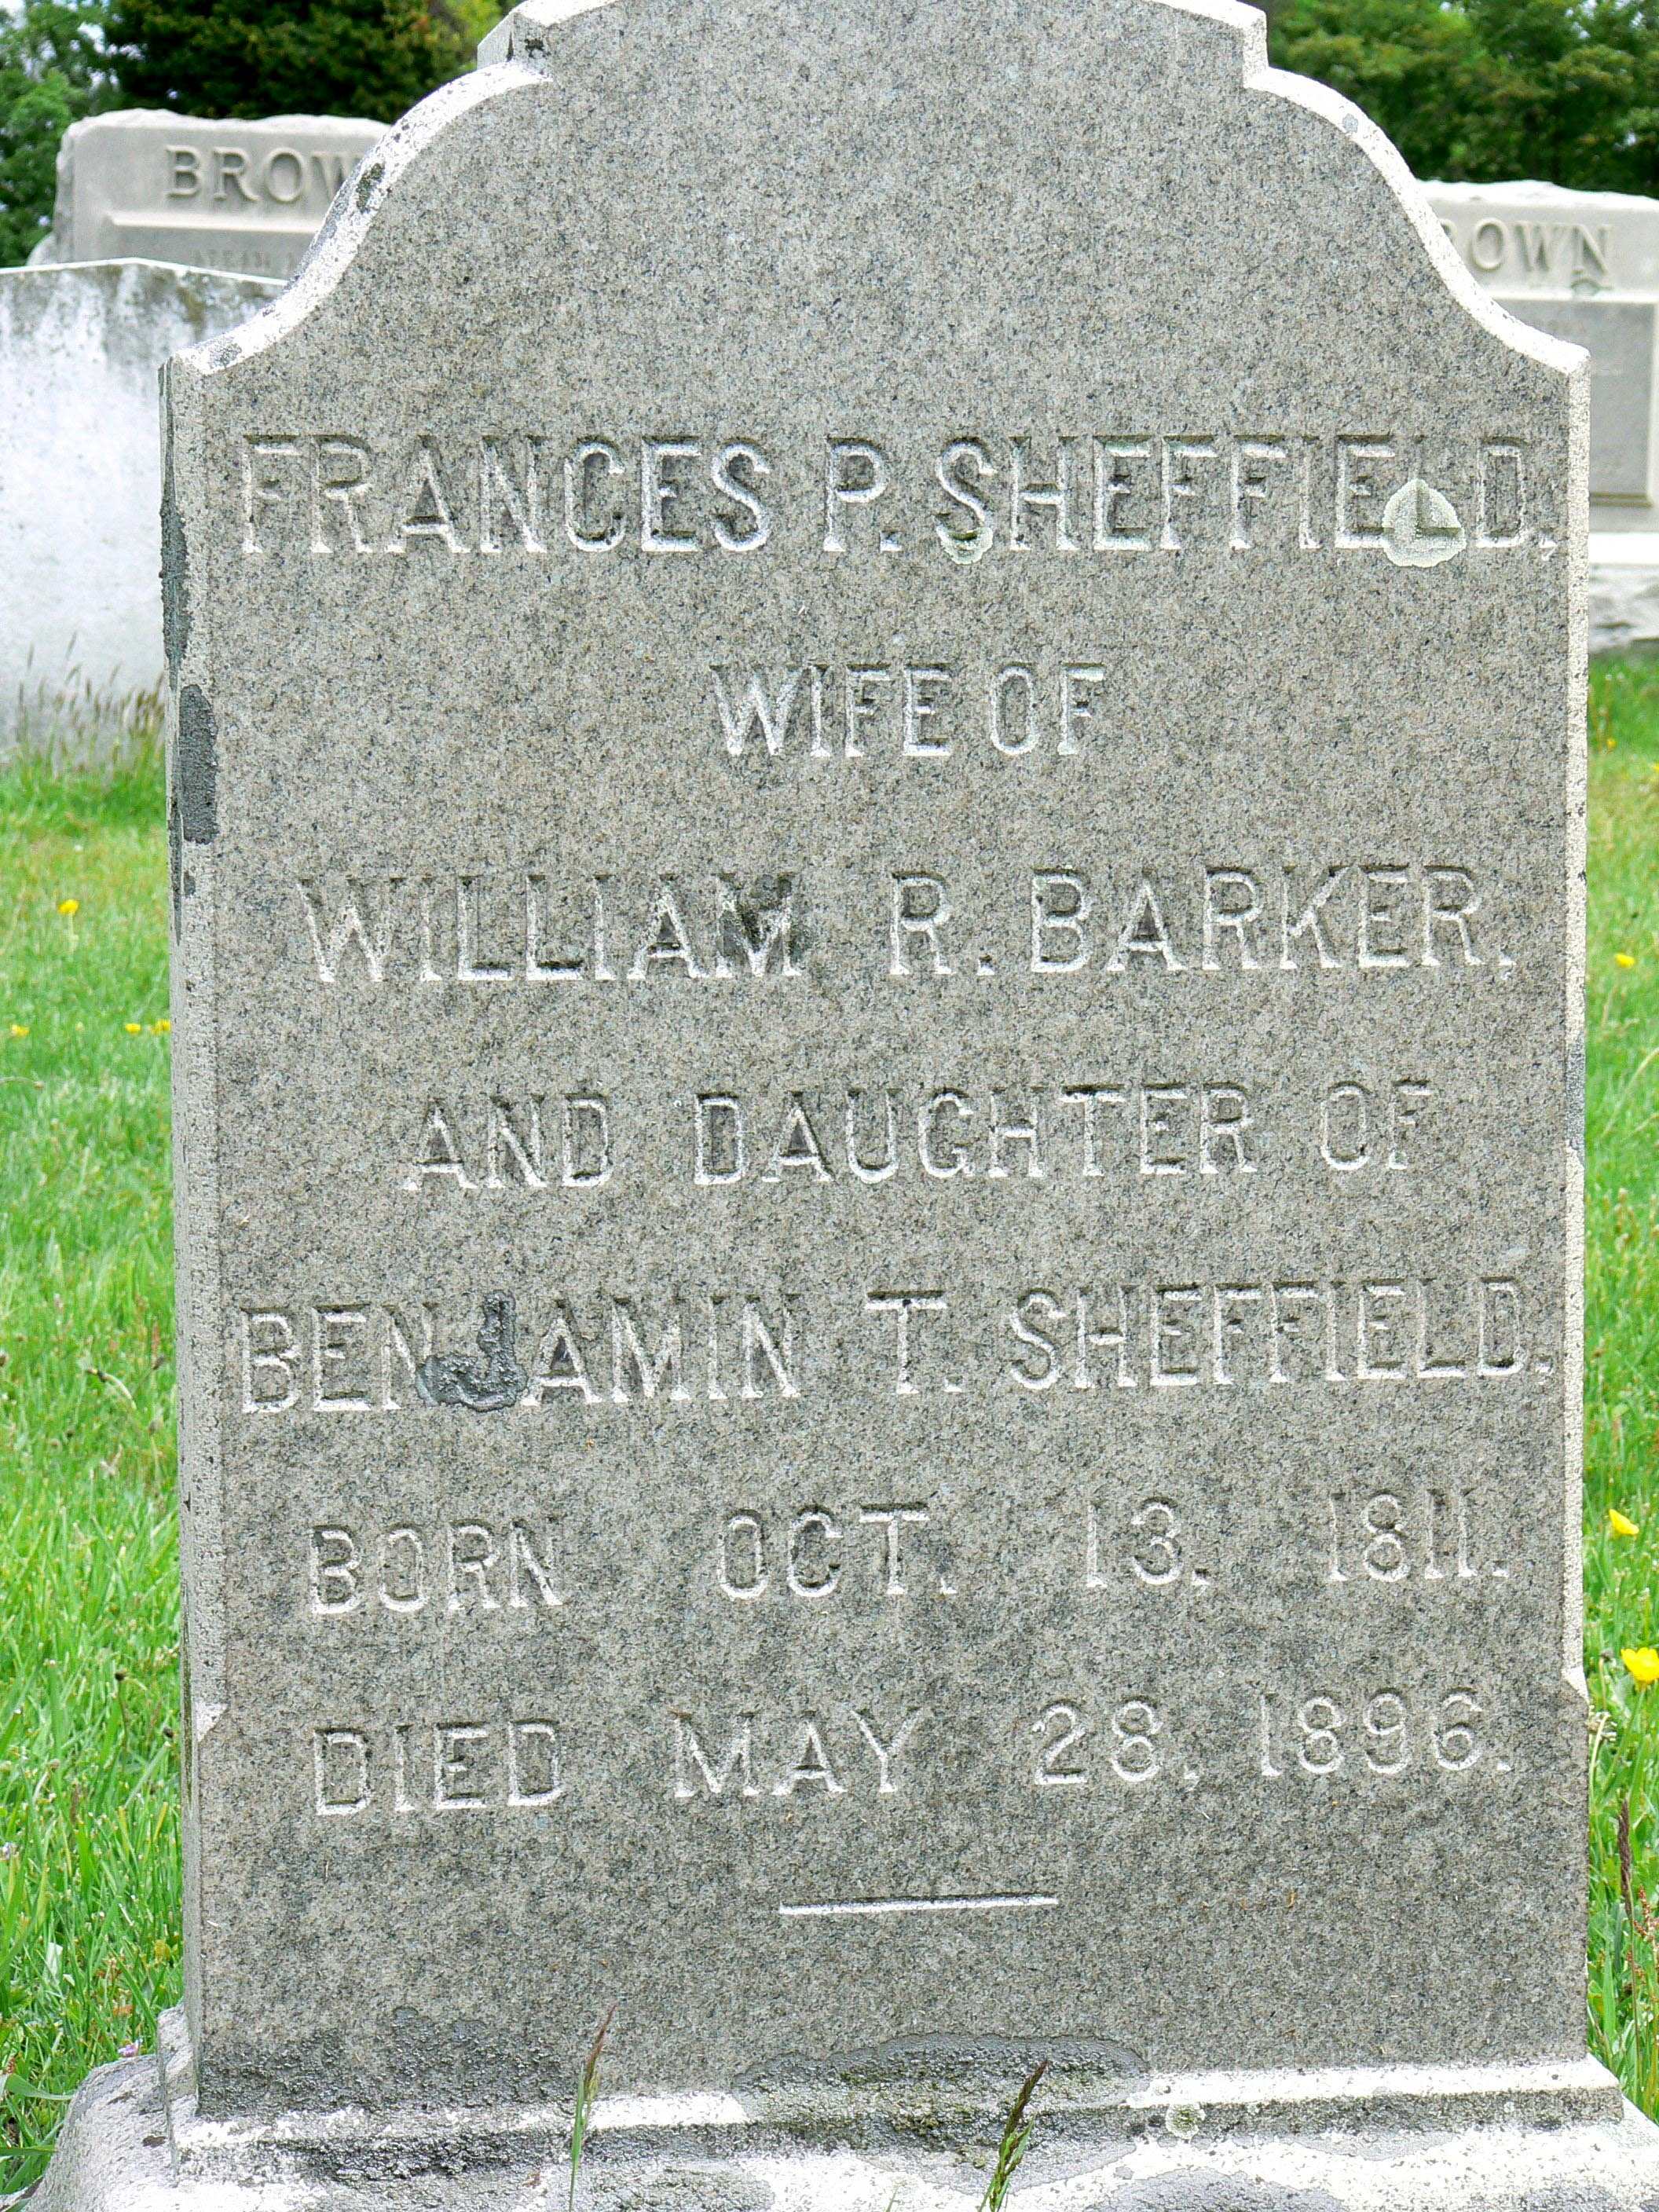 BROWN
BROWN
FRANCES P. SHEFFIELD,
WIFE OF
WILLIAM R. BARKER,
AND DAUGHTER OF
BENJAMIN T. SHEFFIELD,
BORN OCT. 13. 1811.
DIED MAY 28, 1896.